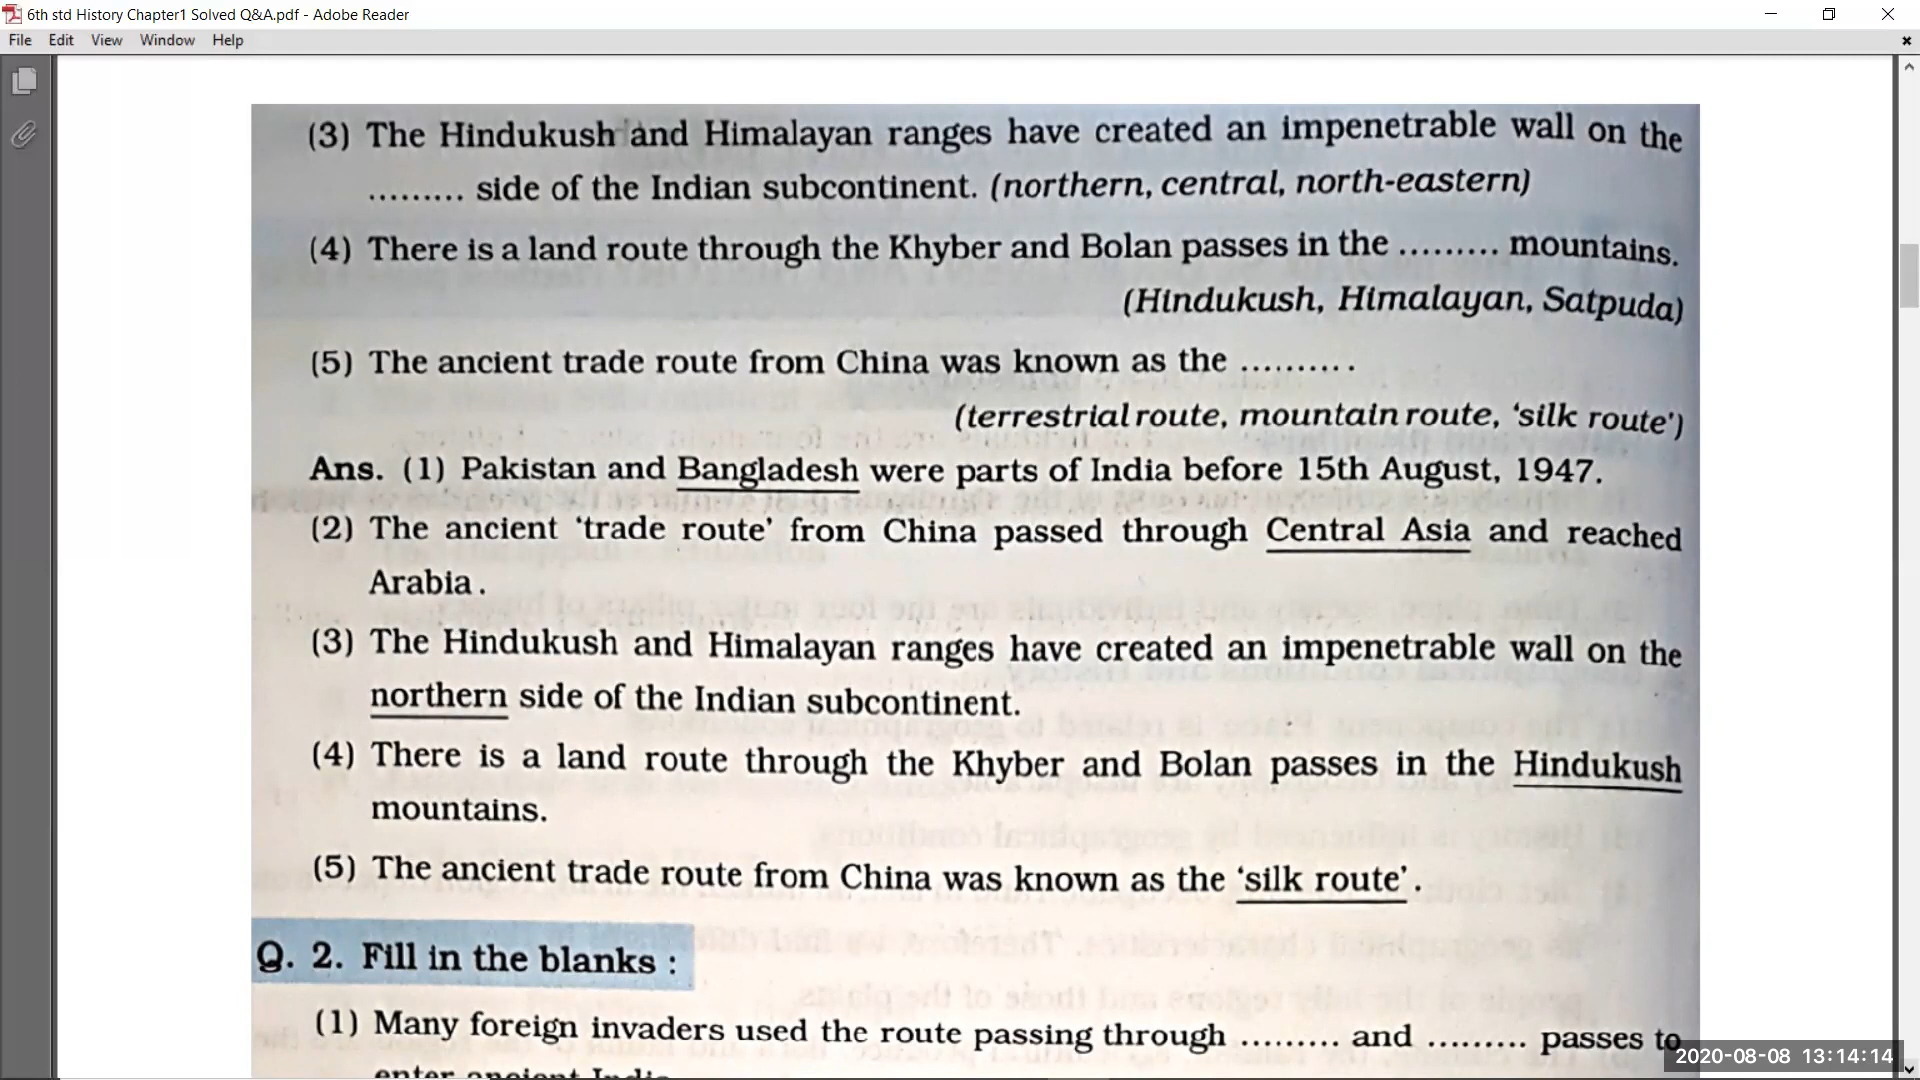 6th std History Chapter1 Solved Q&A.pdf - Adobe Reader
File Edit View Window Help
(3) The Hindukush and Himalayan ranges have created an impenetrable wall on the
......... side of the Indian subcontinent. (northern, central, north-eastern)
(4) There is a land route through the Khyber and Bolan passes in the ......... mountains.
(Hindukush, Himalayan, Satpuda)
(5) The ancient trade route from China was known as the ..........
(terrestrial route, mountain route, ‘silk route’)
Ans. (1) Pakistan and Bangladesh were parts of India before 15th August, 1947.
(2) The ancient ‘trade route’ from China passed through Central Asia and reached
Arabia.
(3) The Hindukush and Himalayan ranges have created an impenetrable wall on the
northern side of the Indian subcontinent.
(4) There is a land route through the Khyber and Bolan passes in the Hindukush
mountains.
(5) The ancient trade route from China was known as the ‘silk route’.
Q. 2. Fill in the blanks :
(1) Many foreign invaders used the route passing through ......... and ......... passes to
enter ancient India
2020-08-08 13:14:14